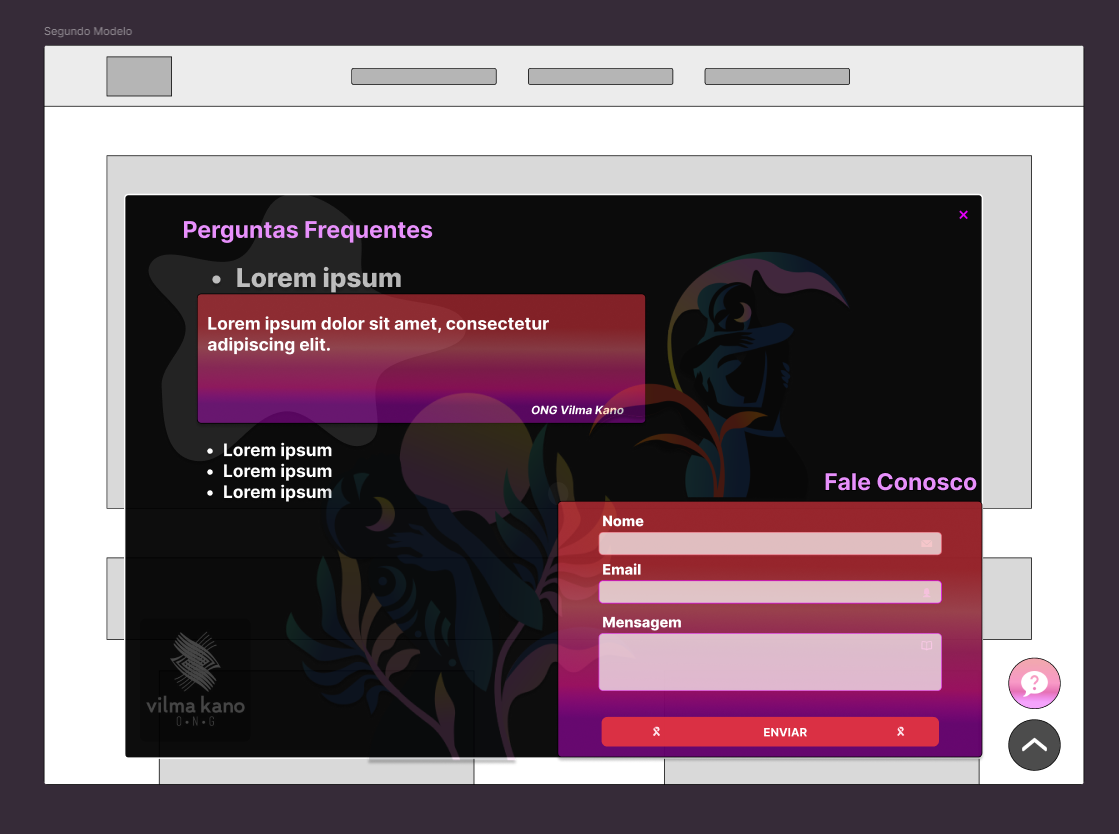 Segundo Modelo
×
Perguntas Frequentes
• Lorem ipsum
Lorem ipsum dolor sit amet, consectetur
adipiscing elit.
ONG Vilma Kano
• Lorem ipsum
• Lorem ipsum
• Lorem ipsum
Fale Conosco
Nome
Email
Mensagem
ENVIAR
vilma kano
O•N•G
?